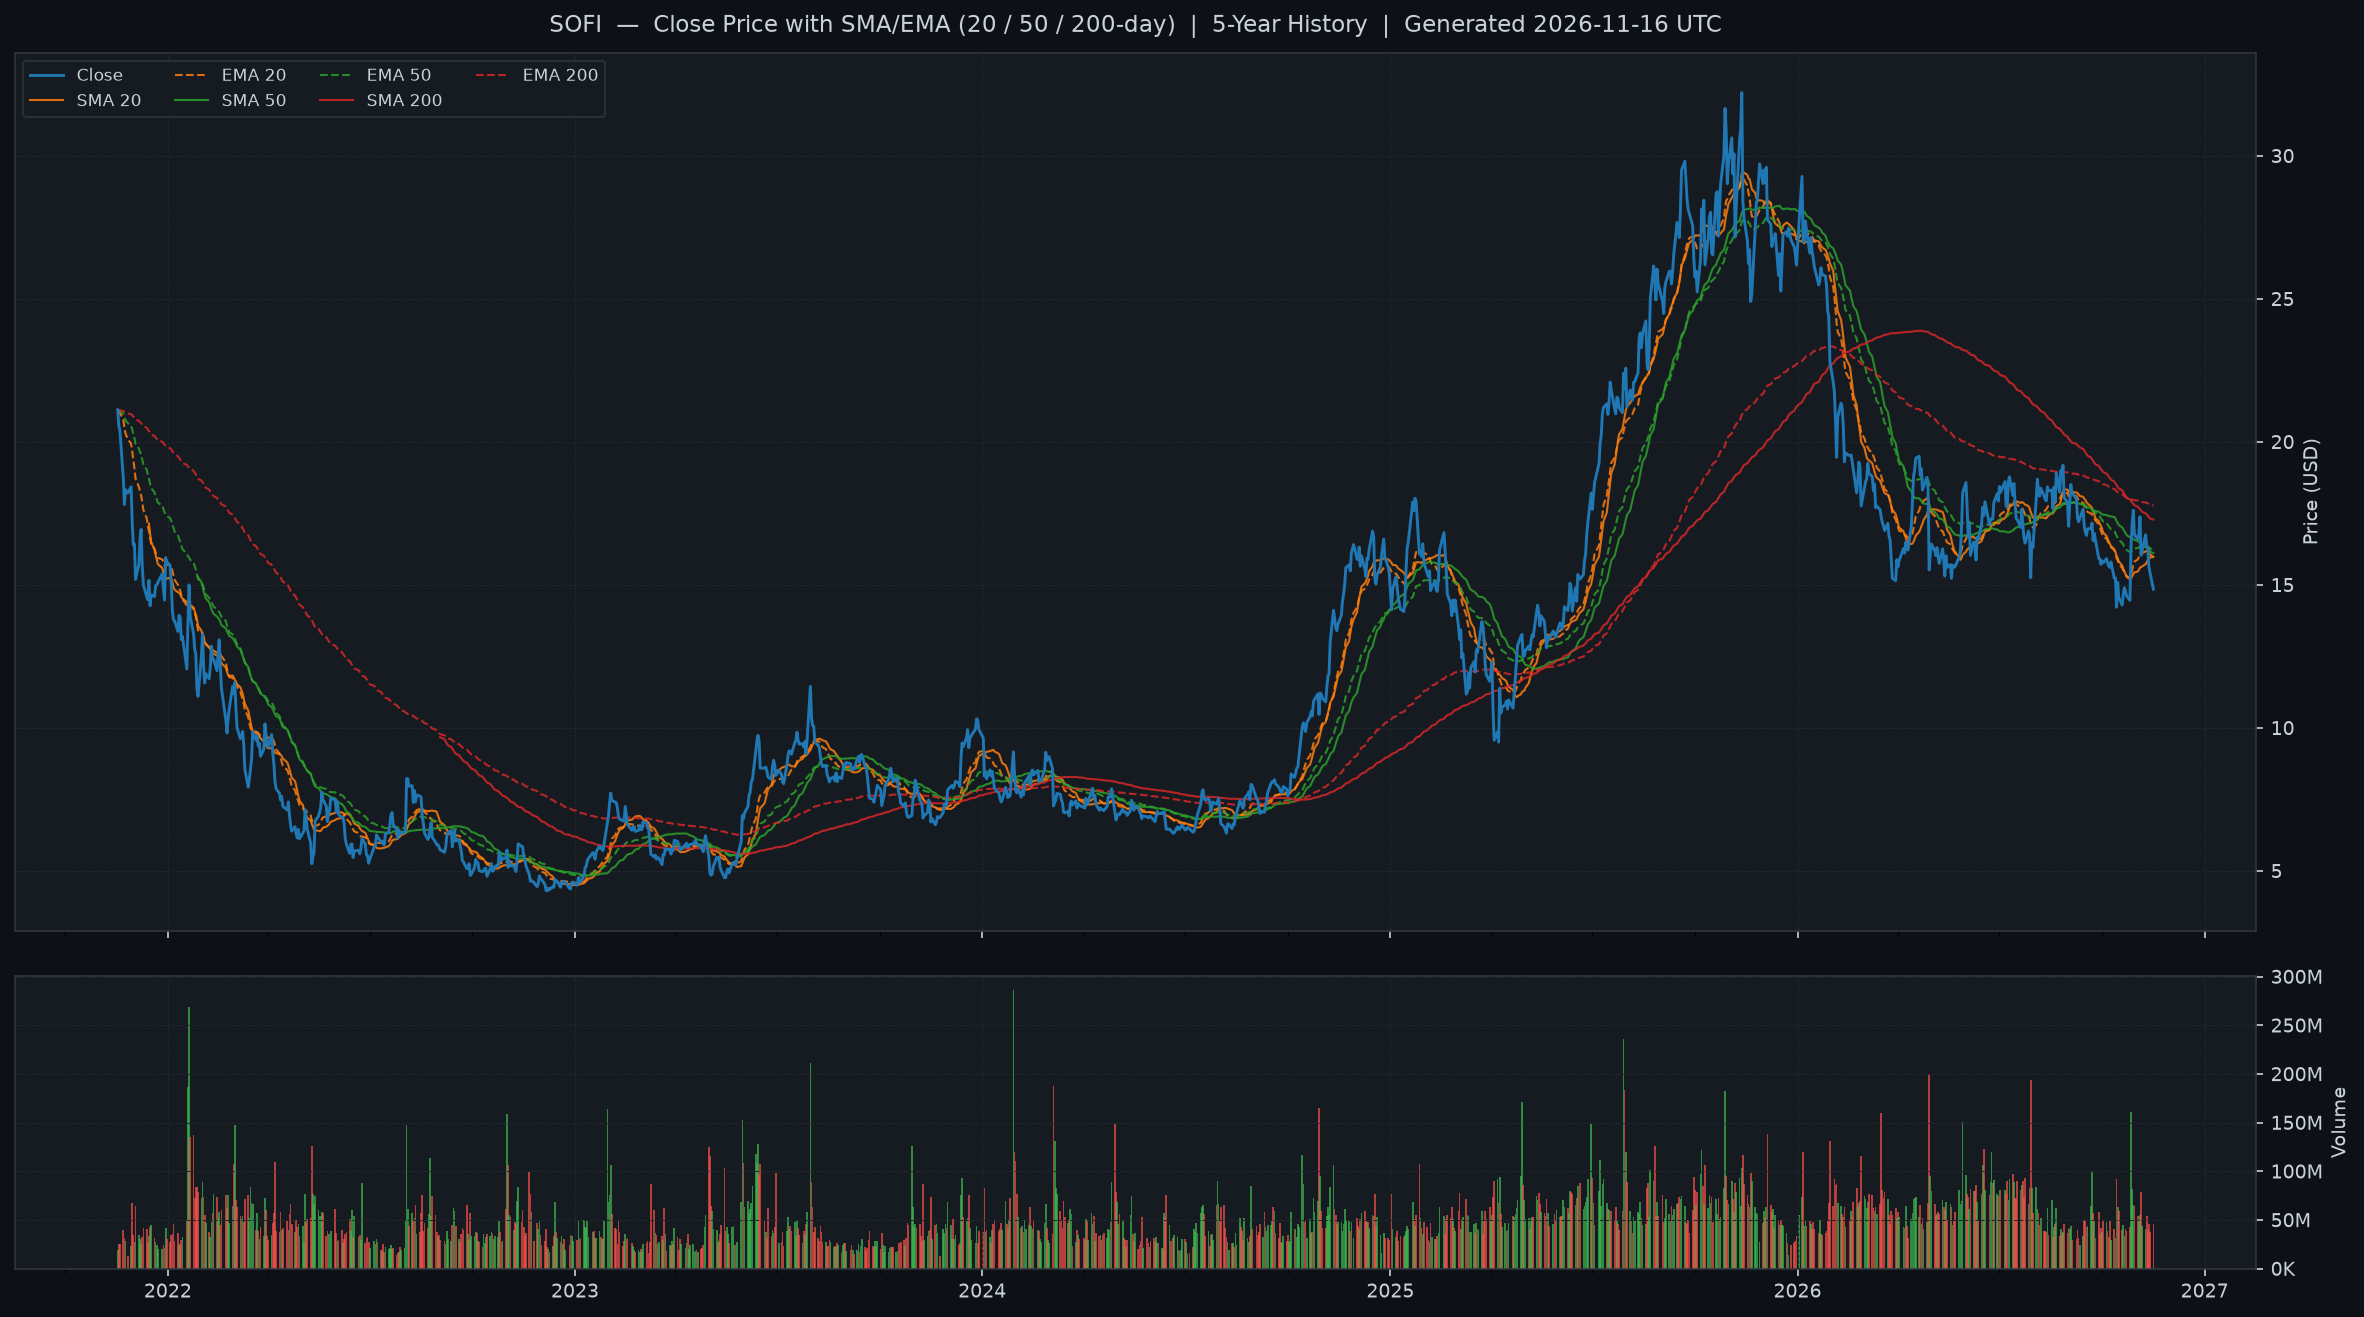 SOFI — Close Price with SMA/EMA (20 / 50 / 200-day) | 5-Year History | Generated 2026-11-16 UTC
Close EMA 20 EMA 50 EMA 200
SMA 20 SMA 50 SMA 200
30
25
20
15
10
5
Price (USD)
300M
250M
200M
150M
100M
50M
0K
Volume
2022 2023 2024 2025 2026 2027